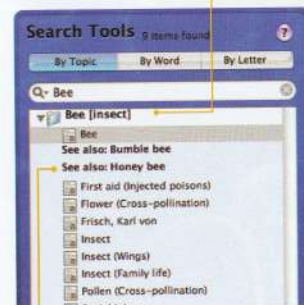 Search Tools 9 items found ?
By Topic By Word By Letter
Bee
Bee [insect]
Bee
See also: Bumble bee
See also: Honey bee
First aid (Injected poisons)
Flower (Cross-pollination)
Frisch, Karl von
Insect
Insect (Wings)
Insect (Family life)
Pollen (Cross-pollination)